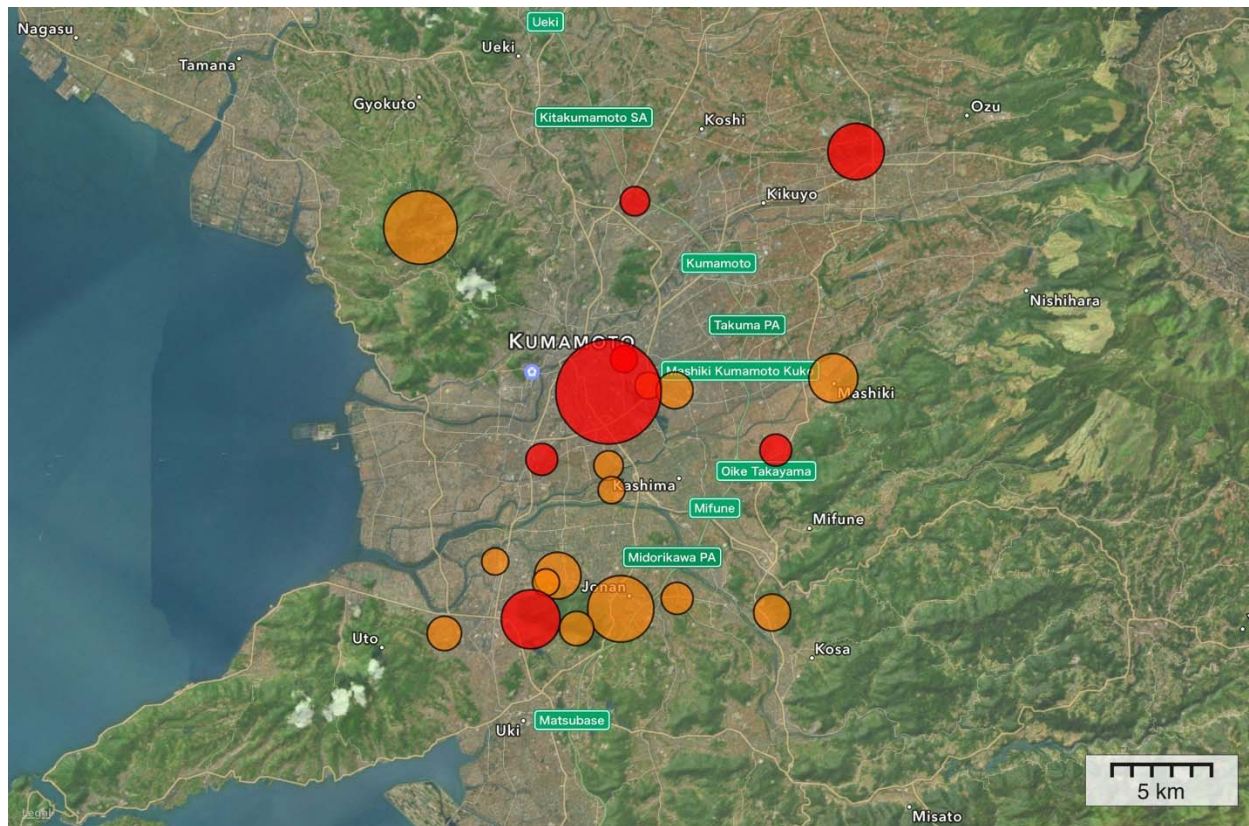 Nagasu
Ueki
Ueki
Tamana
Gyokuto
Kitakumamoto SA
Koshi
Ozu
Kikuyo
Kumamoto
Nishihara
Takuma PA
KUMAMOTO
Mashiki Kumamoto Kuko
Mashiki
Oike Takayama
Kashima
Mifune
Mifune
Midorikawa PA
Jonan
Uto
Kosa
Matsubase
Uki
5 km
Misato
Legal